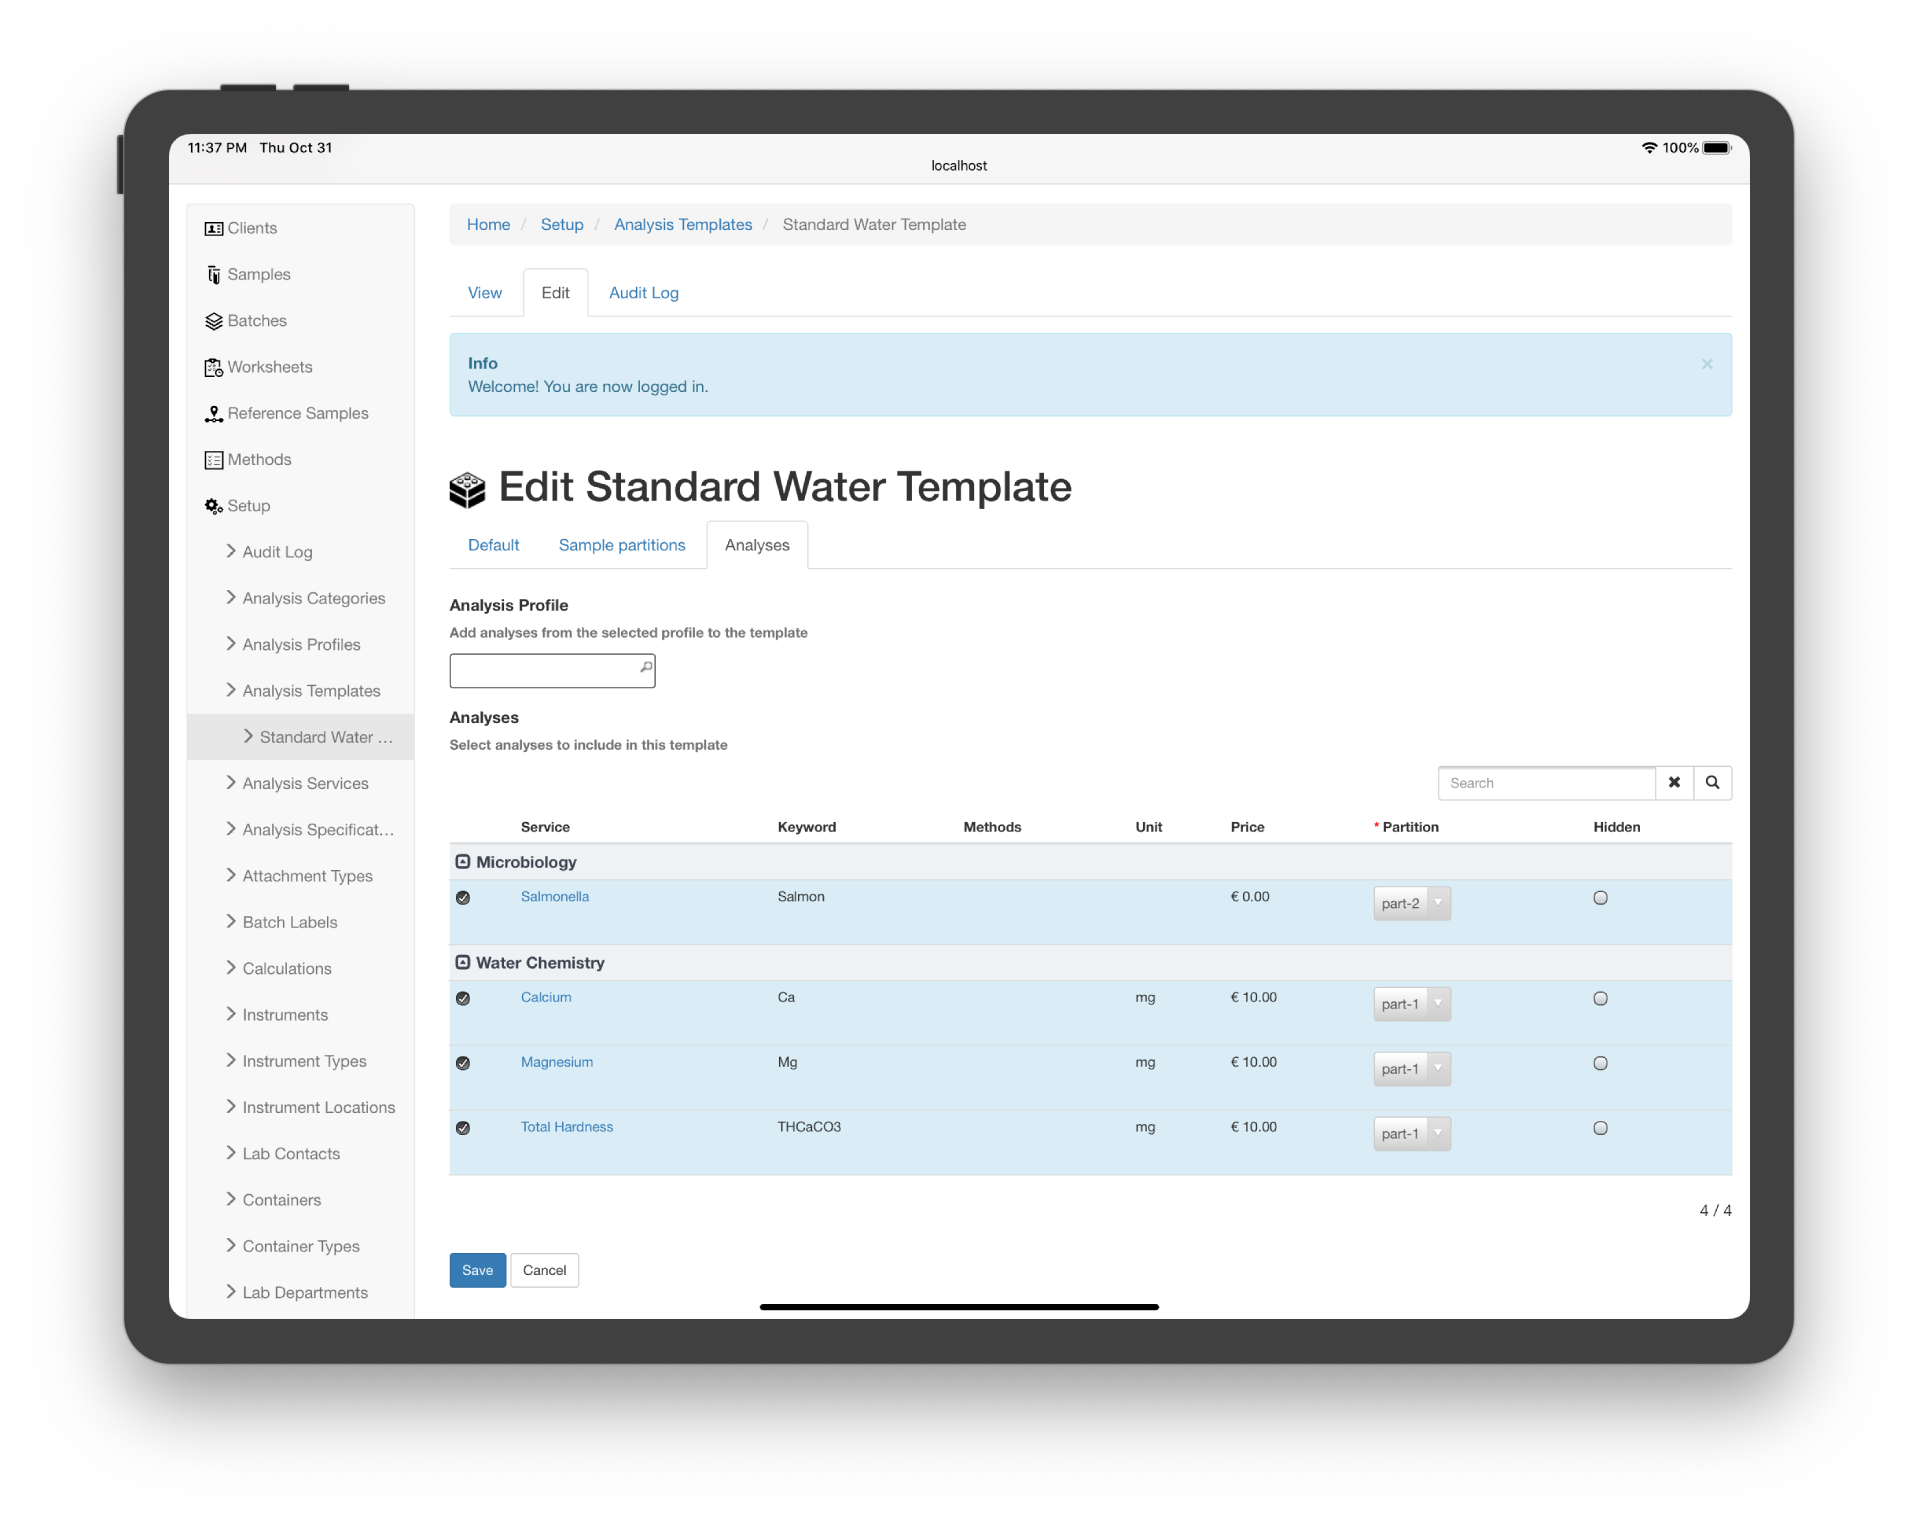 11:37 PM Thu Oct 31
100%
localhost
Clients
Samples
Batches
Worksheets
Reference Samples
Methods
Setup
Audit Log
Analysis Categories
Analysis Profiles
Analysis Templates
Standard Water ...
Analysis Services
Analysis Specificat...
Attachment Types
Batch Labels
Calculations
Instruments
Instrument Types
Instrument Locations
Lab Contacts
Containers
Container Types
Lab Departments
Home / Setup / Analysis Templates / Standard Water Template
View Edit Audit Log
Info
×
Welcome! You are now logged in.
Edit Standard Water Template
Default Sample partitions Analyses
Analysis Profile
Add analyses from the selected profile to the template
Analyses
Select analyses to include in this template
Search
Service Keyword Methods Unit Price * Partition Hidden
Microbiology
Salmonella Salmon € 0.00 part-2
Water Chemistry
Calcium Ca mg € 10.00 part-1
Magnesium Mg mg € 10.00 part-1
Total Hardness THCaCO3 mg € 10.00 part-1
4 / 4
Save Cancel